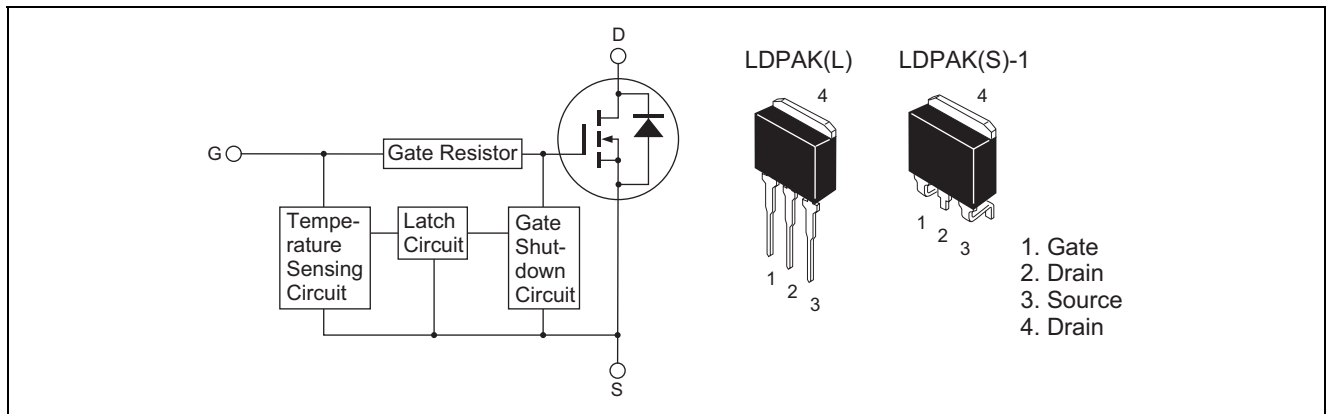 D
G
Gate Resistor
Tempe-
rature
Sensing
Circuit
Latch
Circuit
Gate
Shut-
down
Circuit
S
LDPAK(L)
4
1
2
3
LDPAK(S)-1
4
1
2
3
1. Gate
2. Drain
3. Source
4. Drain